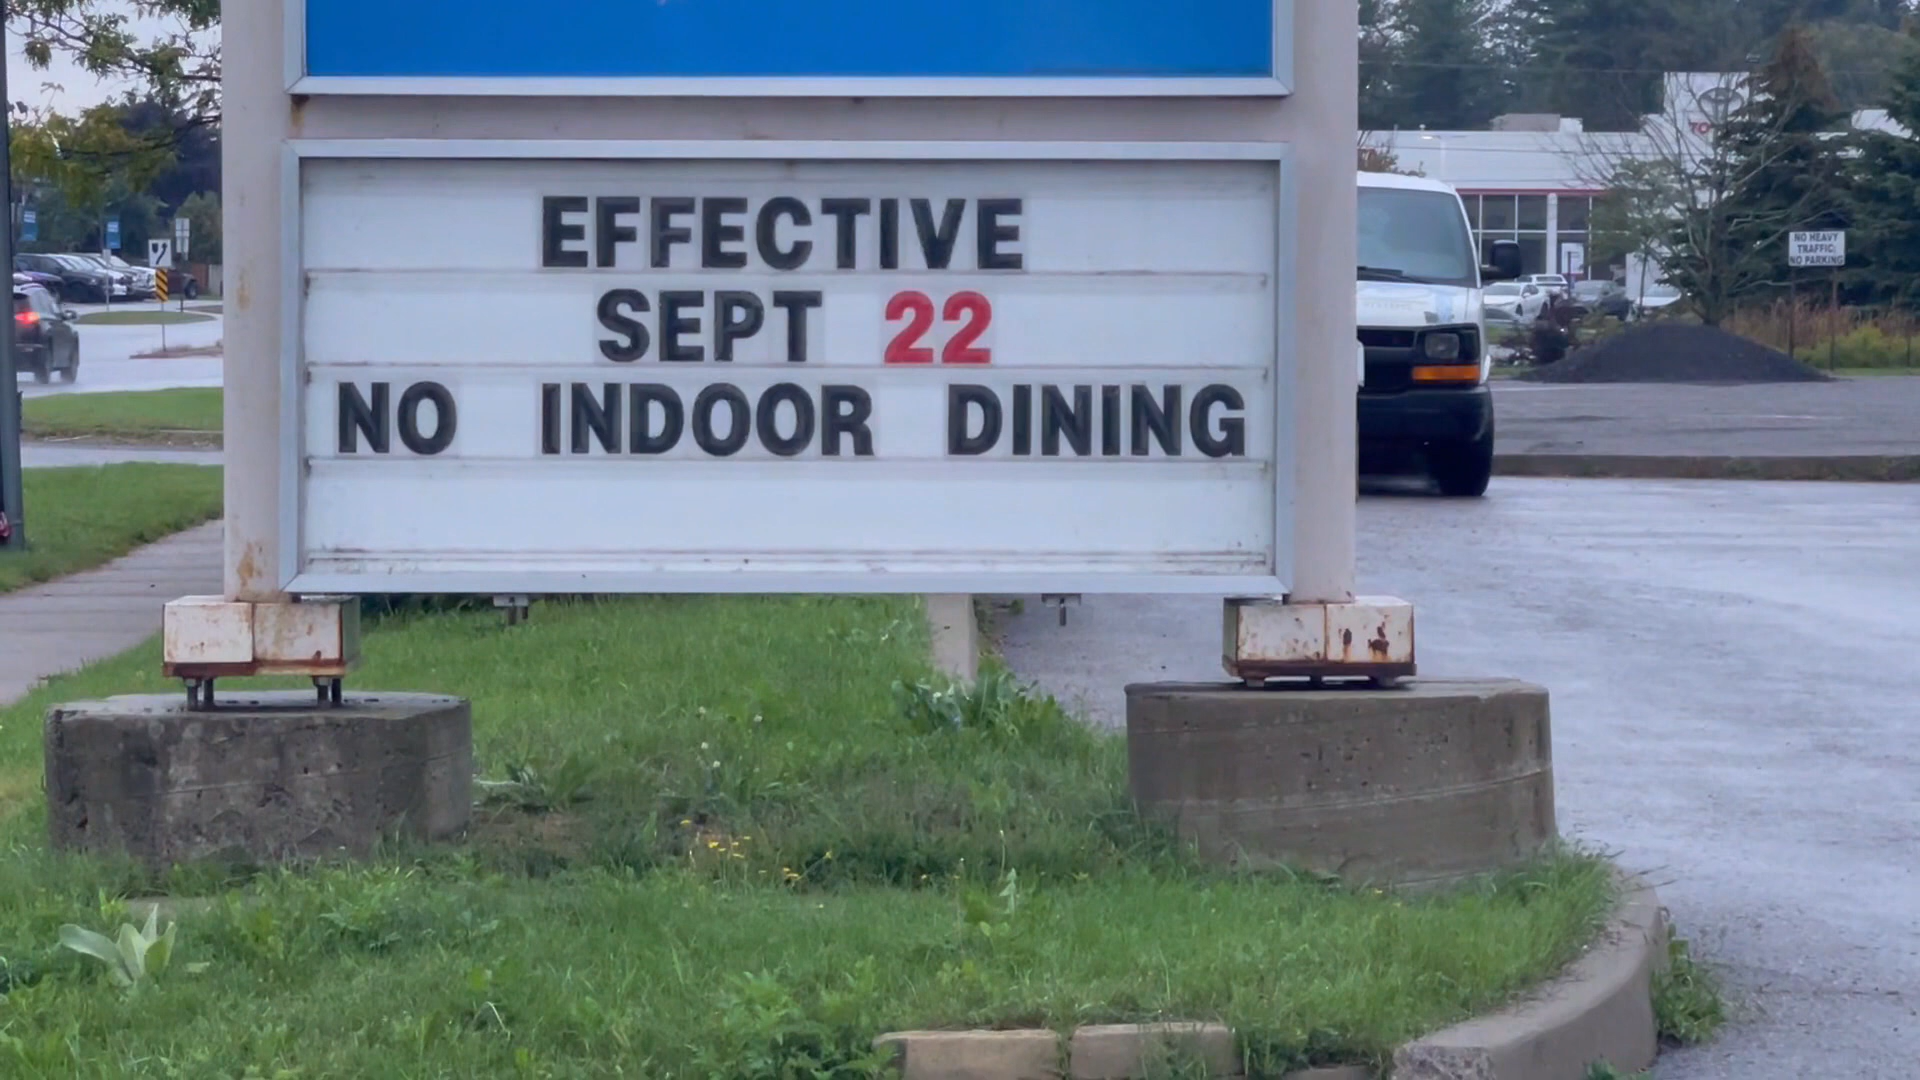 EFFECTIVE
SEPT 22
NO INDOOR DINING
NO HEAVY
TRAFFIC:
NO PARKING